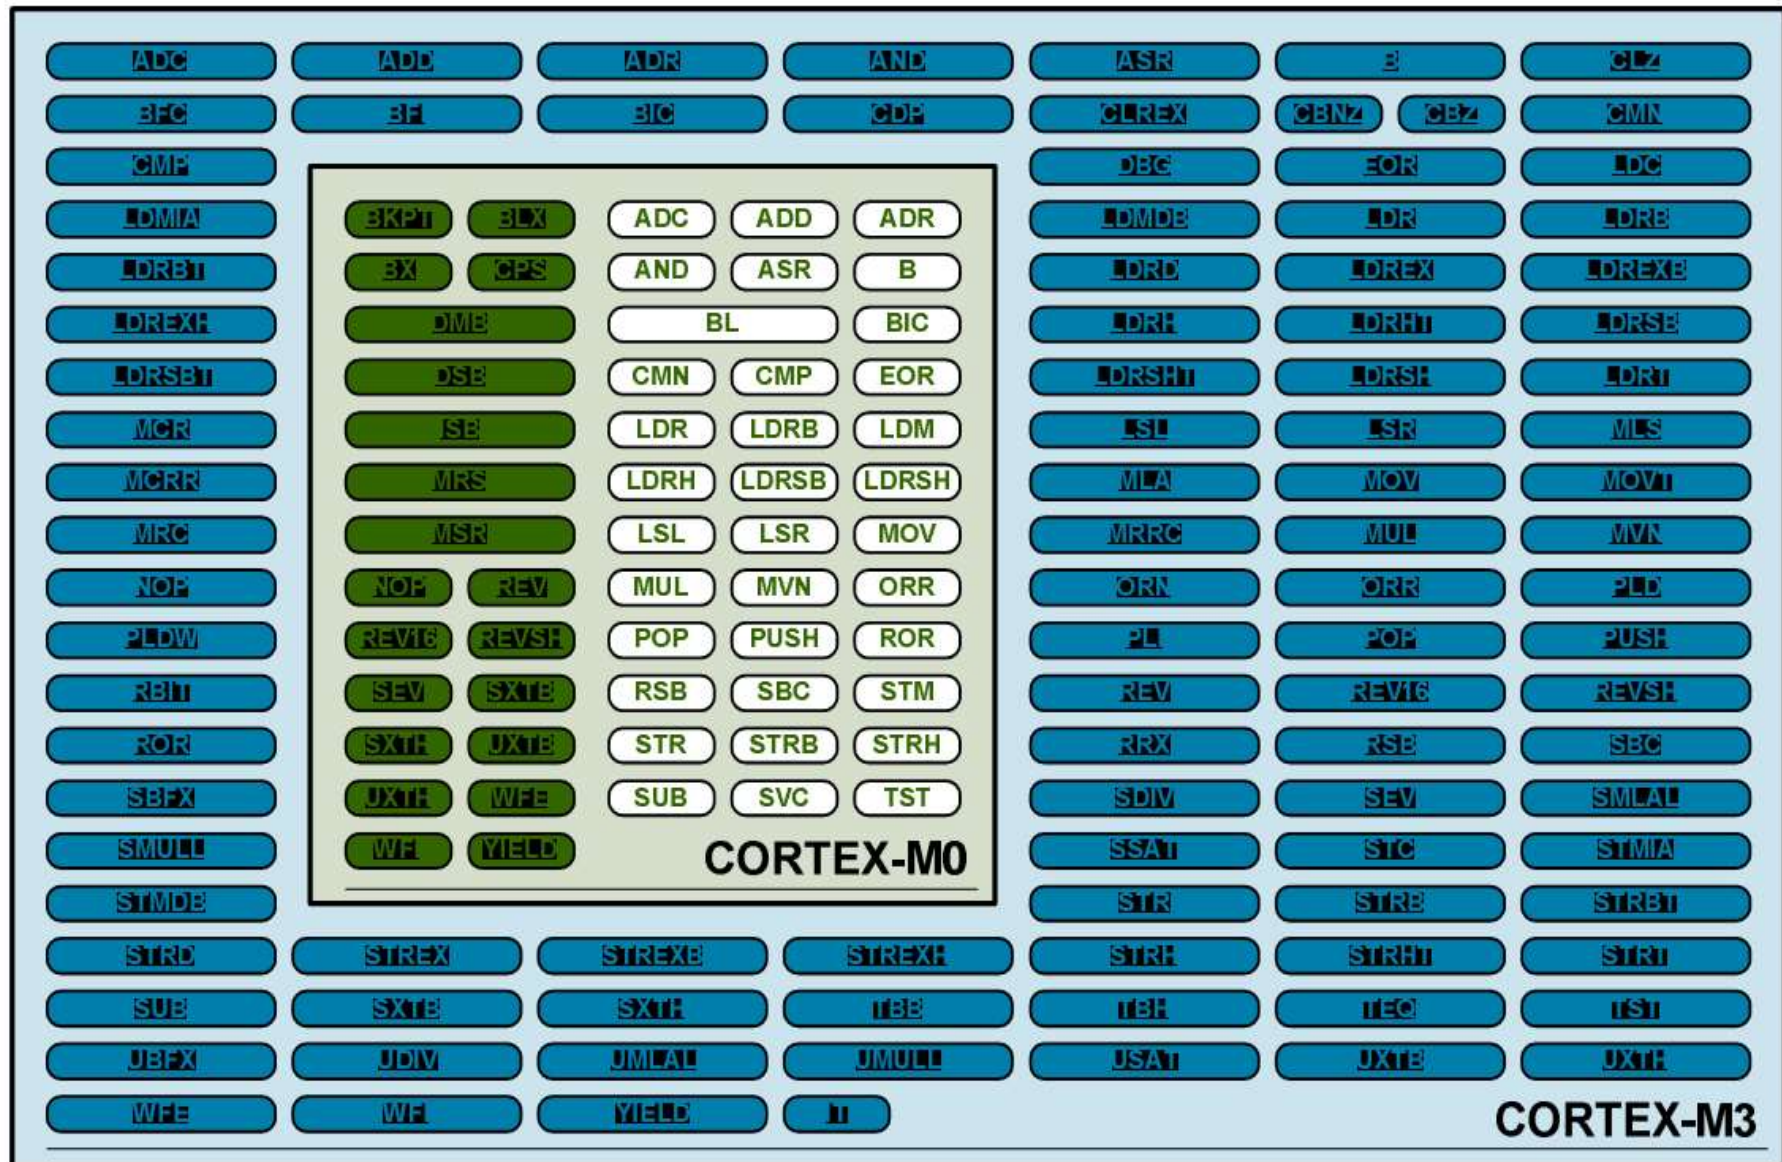 ADC ADD ADR AND ASR B CLZ
BFC BFI BIC CDP CLREX CBNZ CBZ CMN
CMP DBG EOR LDC
BKPT BLX ADC ADD ADR
LDMIA LDMDB LDR LDRB
BX CPS AND ASR B
LDRBT LDRD LDREX LDREXB
DMB BL BIC
LDREXH LDRH LDRHT LDRSB
DSB CMN CMP EOR
LDRSBT LDRSHT LDRSH LDRT
ISB LDR LDRB LDM
MCR LSL LSR MLS
MRS LDRH LDRSB LDRSH
MCRR MLA MOV MOVT
MSR LSL LSR MOV
MRC MRRC MUL MVN
NOP REV MUL MVN ORR
NOP ORN ORR PLD
REV16 REVSH POP PUSH ROR
PLDW PLI POP PUSH
SEV SXTB RSB SBC STM
RBIT REV REV16 REVSH
SXTH UXTB STR STRB STRH
ROR RRX RSB SBC
UXTH WFE SUB SVC TST
SBFX SDIV SEV SMLAL
WFI YIELD CORTEX-M0
SMULL SSAT STC STMIA
STMDB STR STRB STRBT
STRD STREX STREXB STREXH STRH STRHT STRT
SUB SXTB SXTH TBB TBH TEQ TST
UBFX UDIV UMLAL UMULL USAT UXTB UXTH
WFE WFI YIELD IT CORTEX-M3